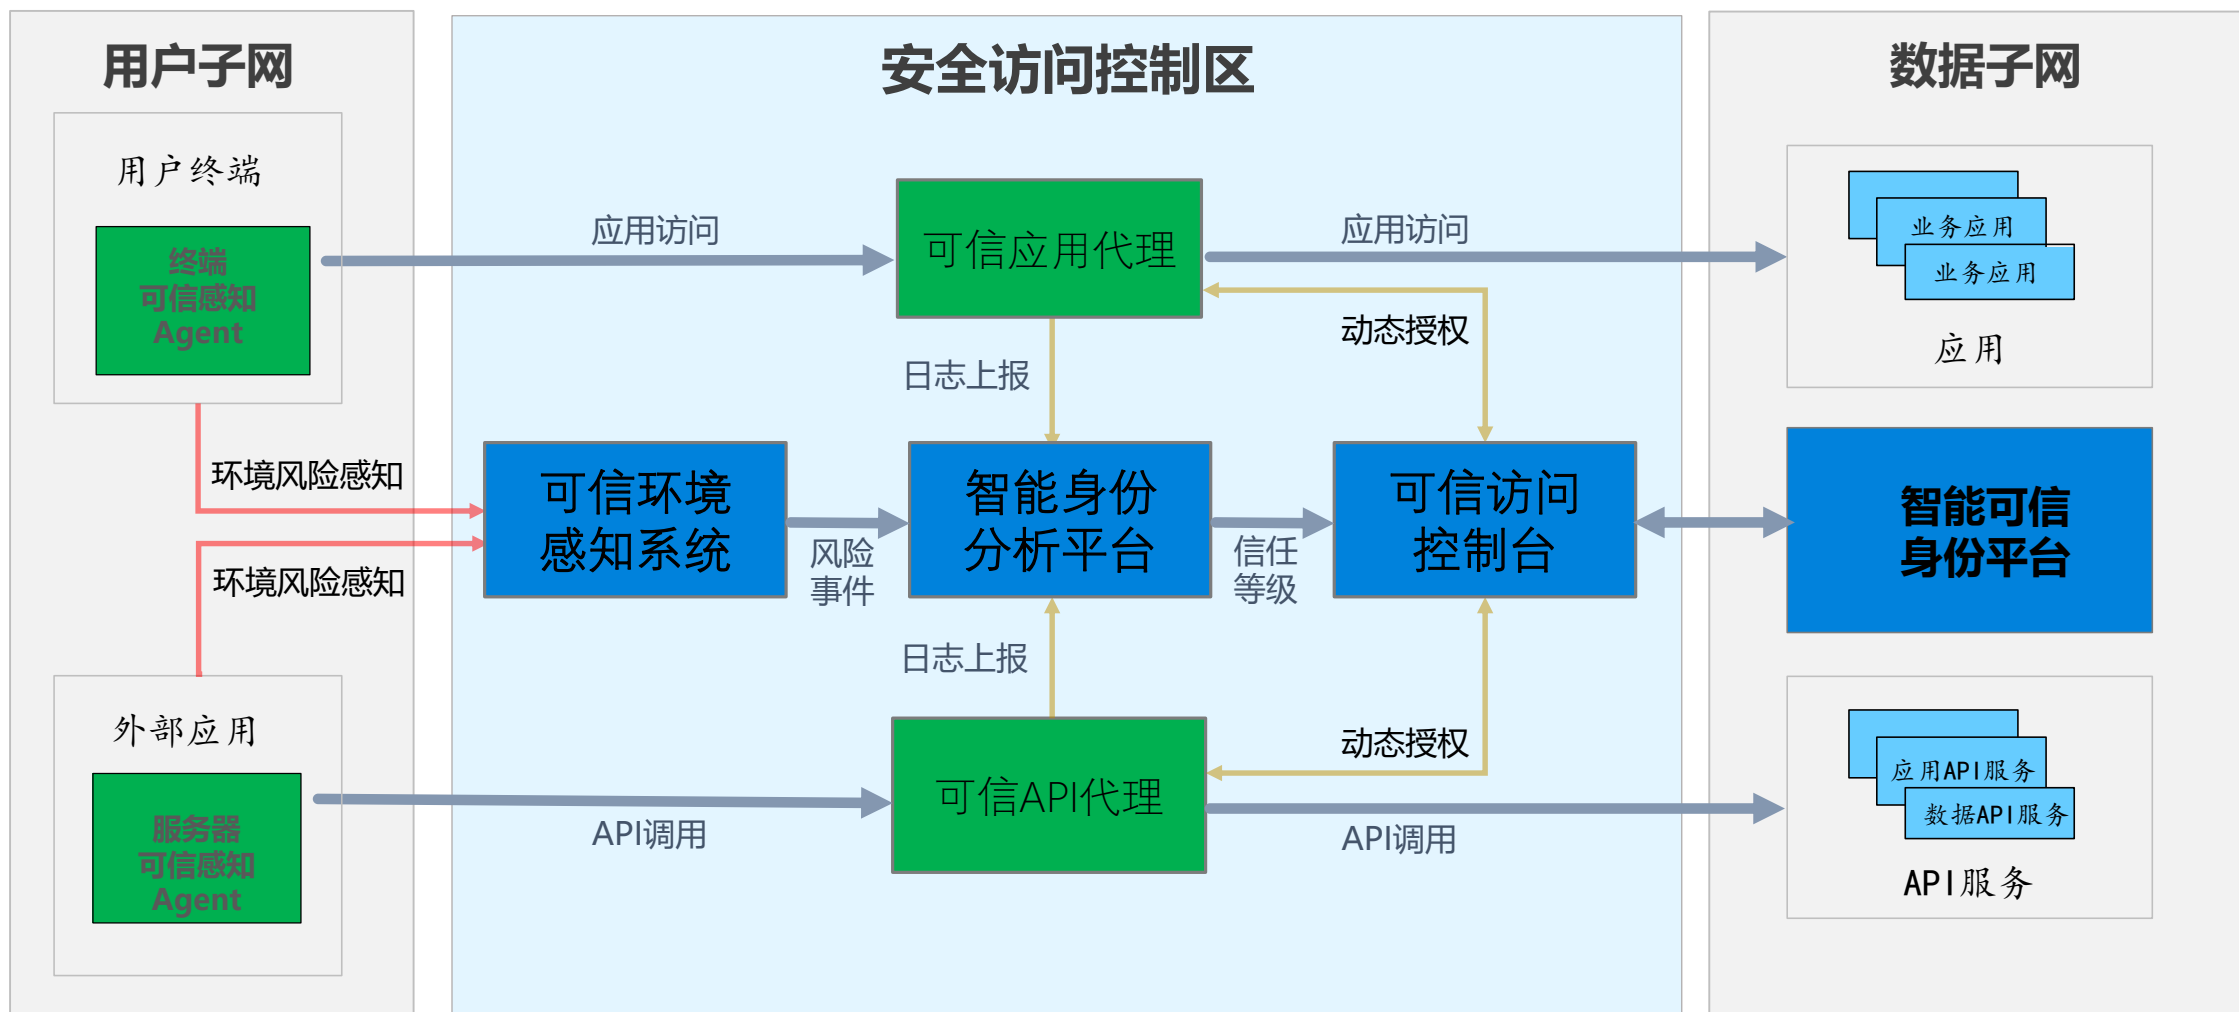 用户子网
安全访问控制区
数据子网
用户终端
终端
可信感知
Agent
应用访问
可信应用代理
应用访问
业务应用
业务应用
应用
日志上报
动态授权
环境风险感知
环境风险感知
可信环境
感知系统
风险
事件
智能身份
分析平台
信任
等级
可信访问
控制台
智能可信
身份平台
日志上报
动态授权
外部应用
服务器
可信感知
Agent
API调用
可信API代理
API调用
应用API服务
数据API服务
API服务